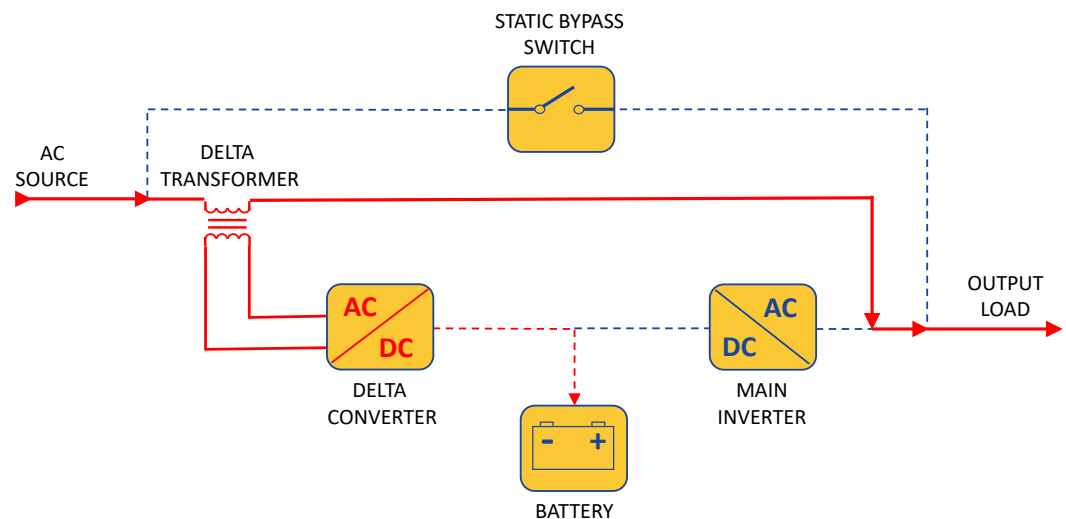 STATIC BYPASS
SWITCH
AC
SOURCE
DELTA
TRANSFORMER
AC
DC
DELTA
CONVERTER
AC
DC
MAIN
INVERTER
OUTPUT
LOAD
- +
BATTERY